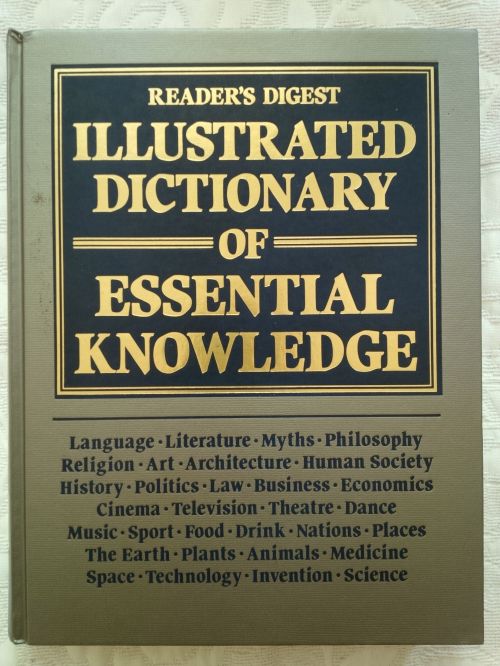 READER'S DIGEST
ILLUSTRATED
DICTIONARY
OF
ESSENTIAL
KNOWLEDGE
Language · Literature · Myths · Philosophy
Religion · Art · Architecture · Human Society
History · Politics · Law · Business · Economics
Cinema · Television · Theatre · Dance
Music · Sport · Food · Drink · Nations · Places
The Earth · Plants · Animals · Medicine
Space · Technology · Invention · Science